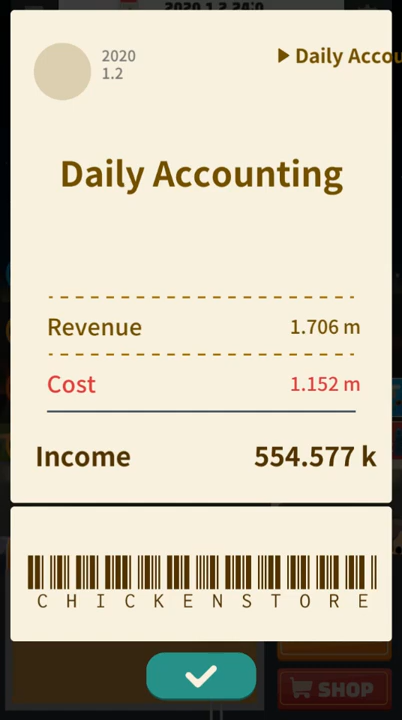 2020
1.2
▶ Daily Accou
Daily Accounting
Revenue 1.706 m
Cost 1.152 m
Income 554.577 k
CHICKENSTORE
SHOP